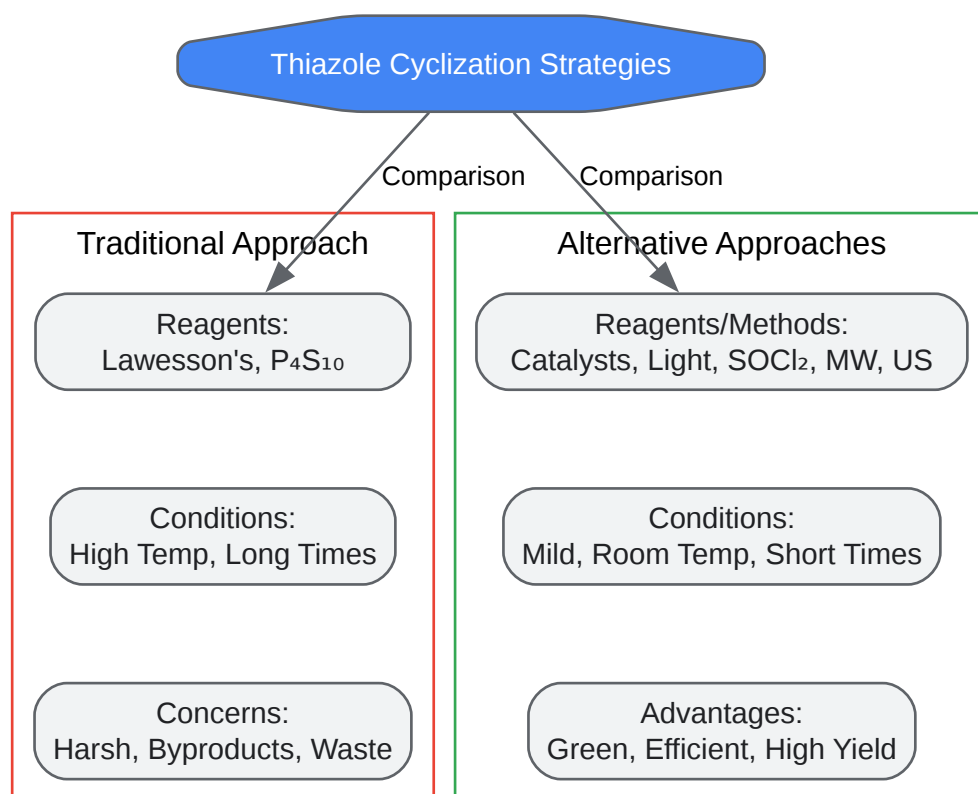 Thiazole Cyclization Strategies
Comparison
Comparison
Traditional Approach
Reagents:
Lawesson's, P₄S₁₀
Conditions:
High Temp, Long Times
Concerns:
Harsh, Byproducts, Waste
Alternative Approaches
Reagents/Methods:
Catalysts, Light, SOCl₂, MW, US
Conditions:
Mild, Room Temp, Short Times
Advantages:
Green, Efficient, High Yield